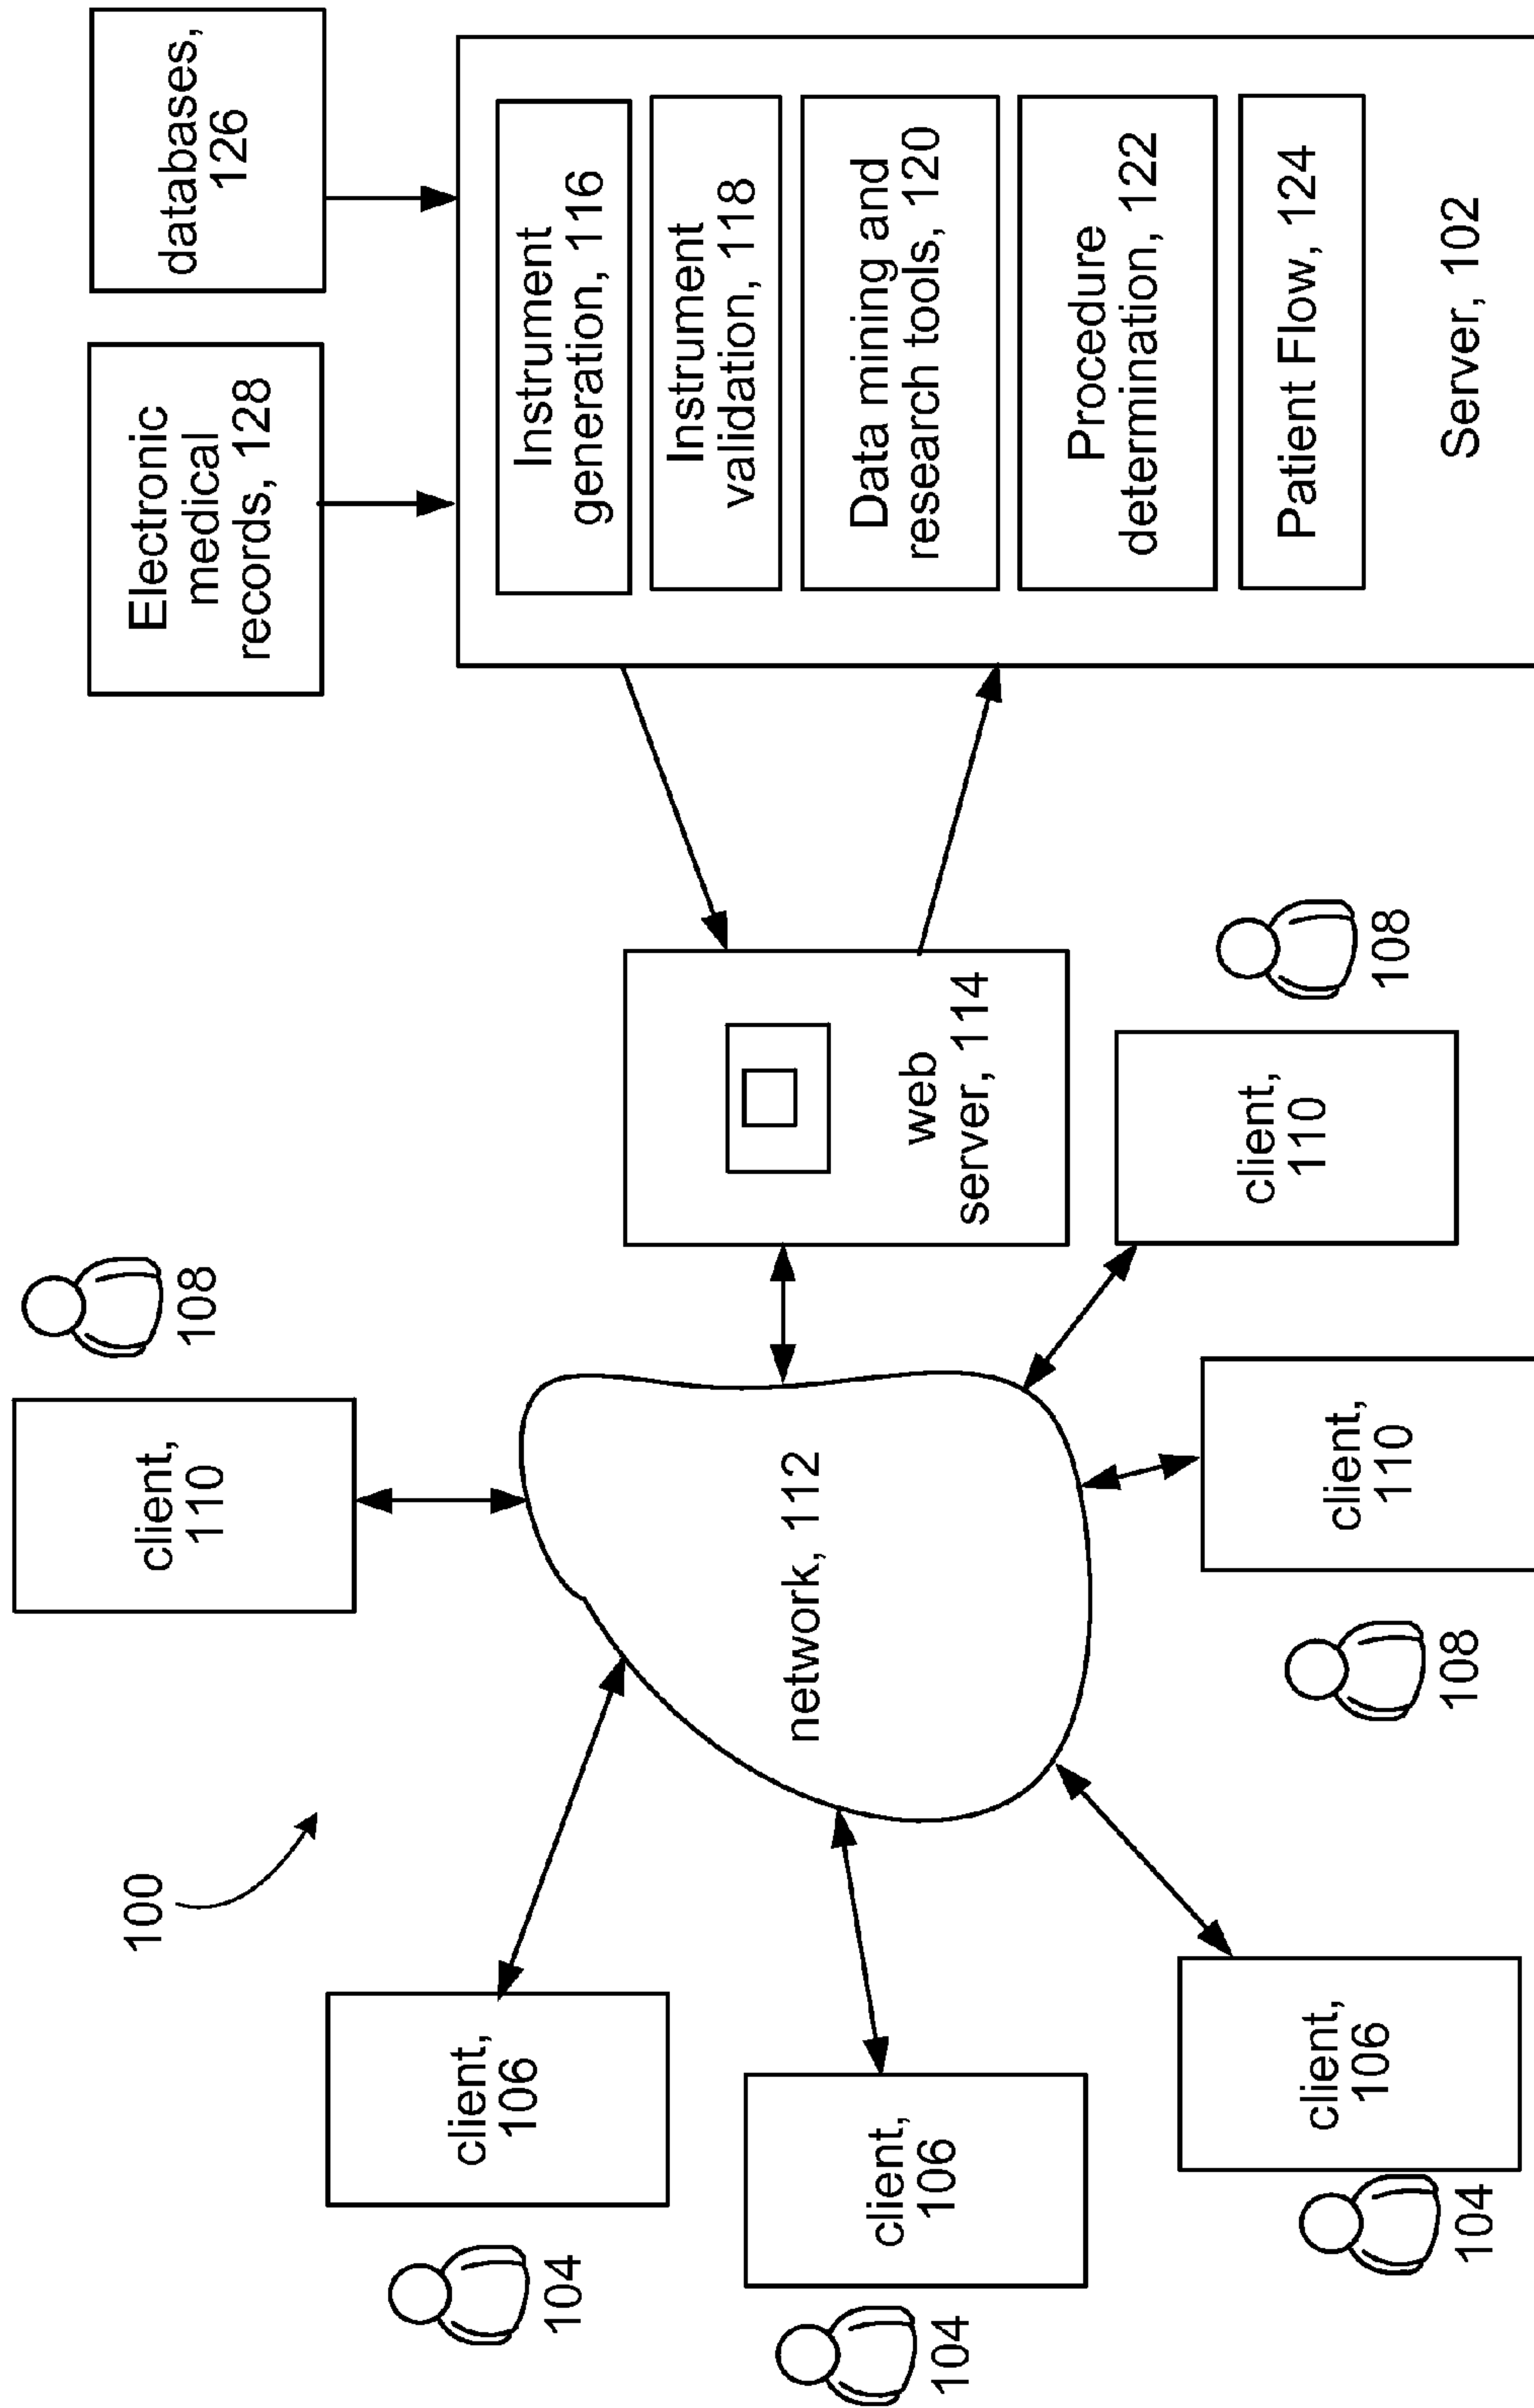 100
client,
106
104
client,
106
104
client,
106
104
client,
110
108
network, 112
client,
110
108
client,
110
108
web
server, 114
Electronic
medical
records, 128
databases,
126
Instrument
generation, 116
Instrument
validation, 118
Data mining and
research tools, 120
Procedure
determination, 122
Patient Flow, 124
Server, 102